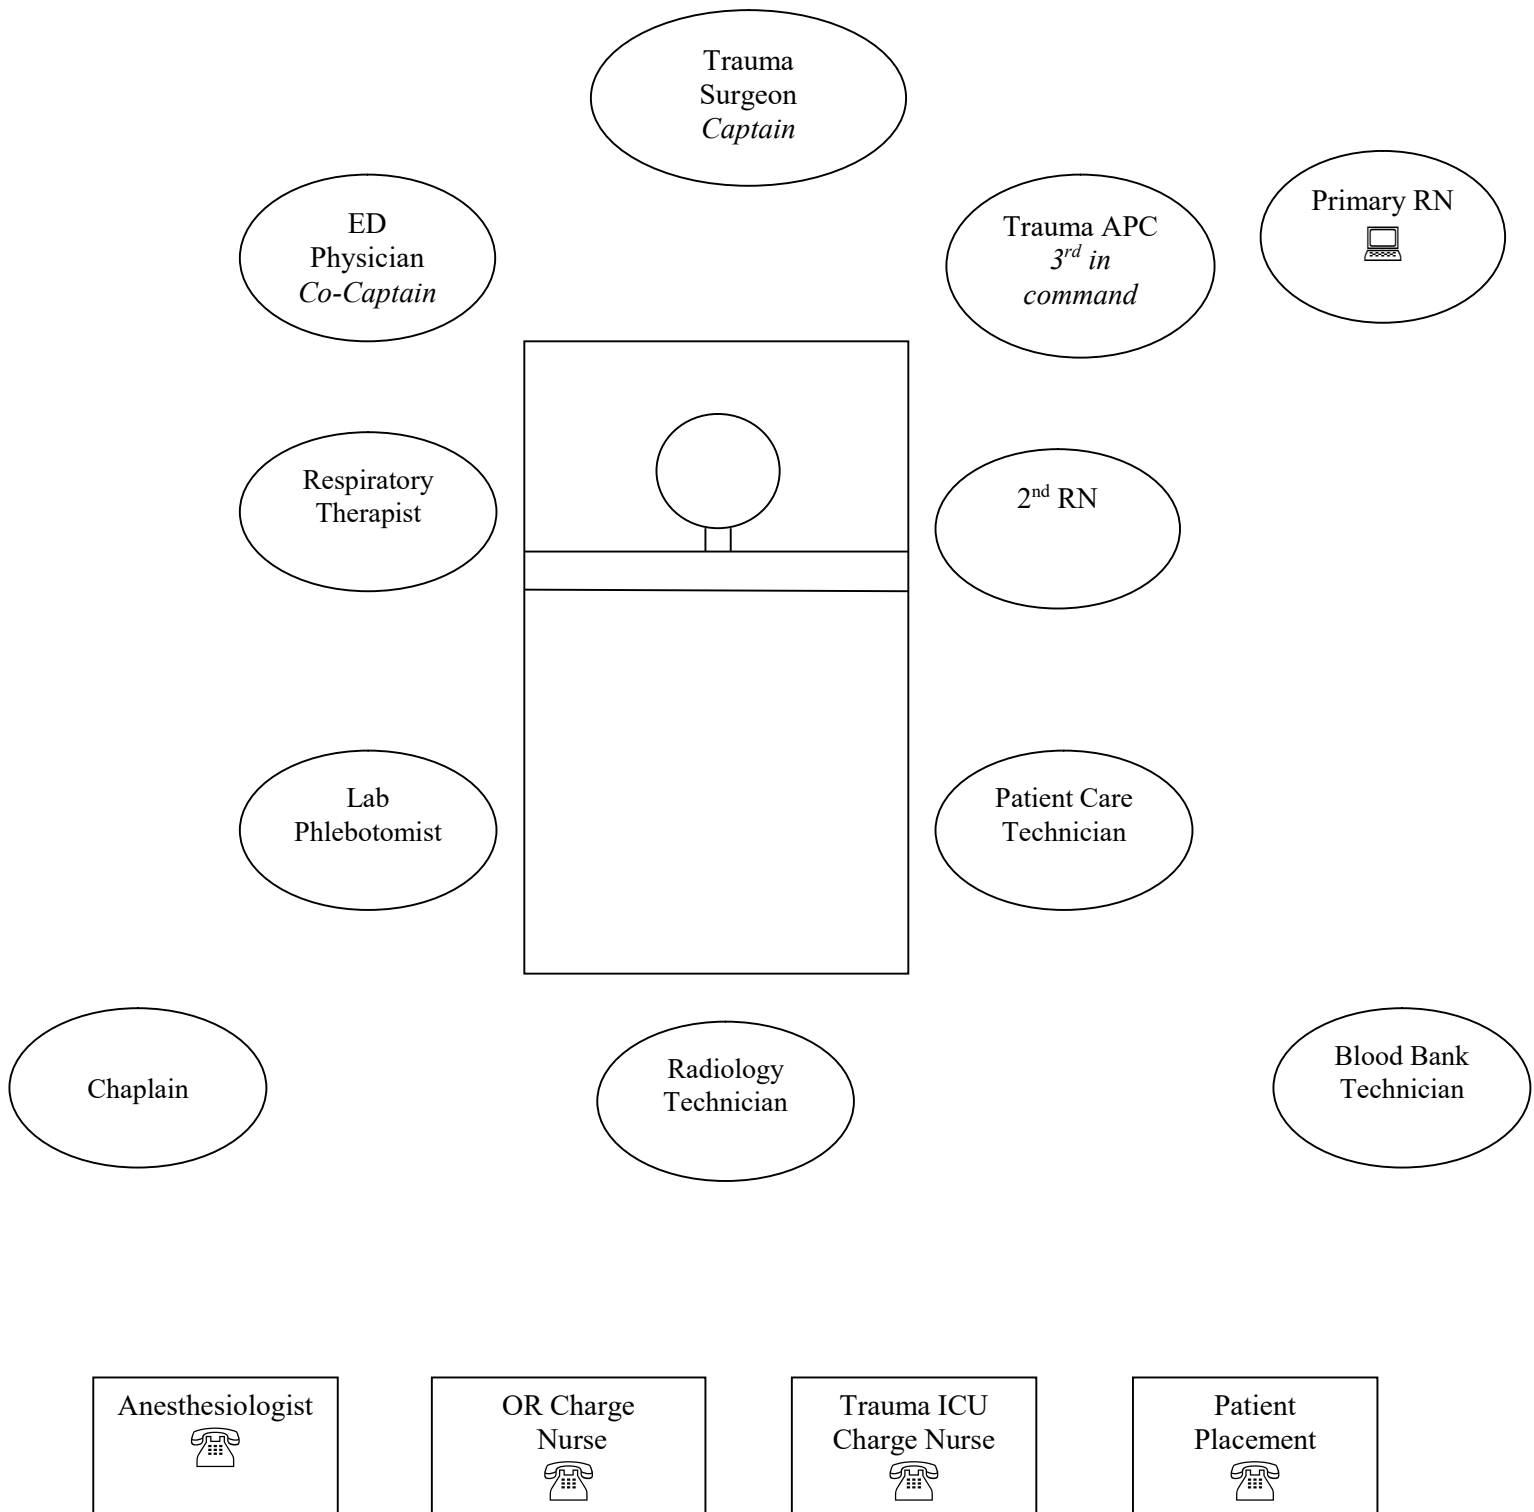 Trauma
Surgeon
Captain
ED
Physician
Co-Captain
Trauma APC
3rd in
command
Primary RN
Respiratory
Therapist
2nd RN
Lab
Phlebotomist
Patient Care
Technician
Chaplain
Radiology
Technician
Blood Bank
Technician
Anesthesiologist
OR Charge
Nurse
Trauma ICU
Charge Nurse
Patient
Placement